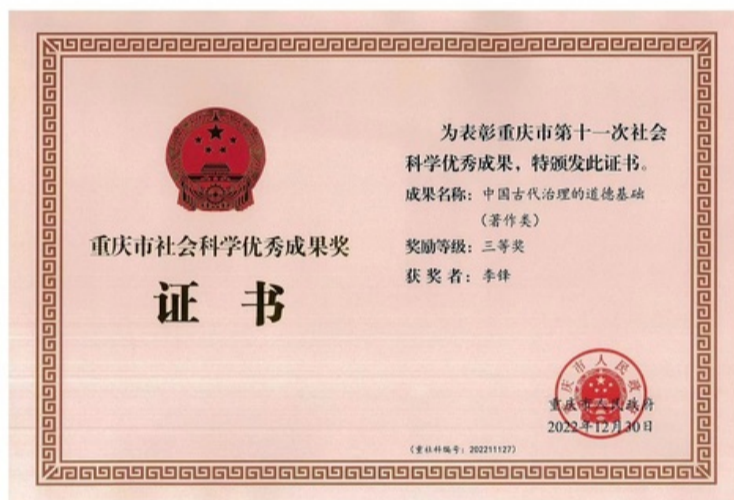 重庆市社会科学优秀成果奖
证 书
为表彰重庆市第十一次社会
科学优秀成果，特颁发此证书。
成果名称：中国古代治理的道德基础
（著作类）
奖励等级：三等奖
获 奖 者：李锋
重庆市人民政府
2022年12月30日
（重社科编号：202211127）